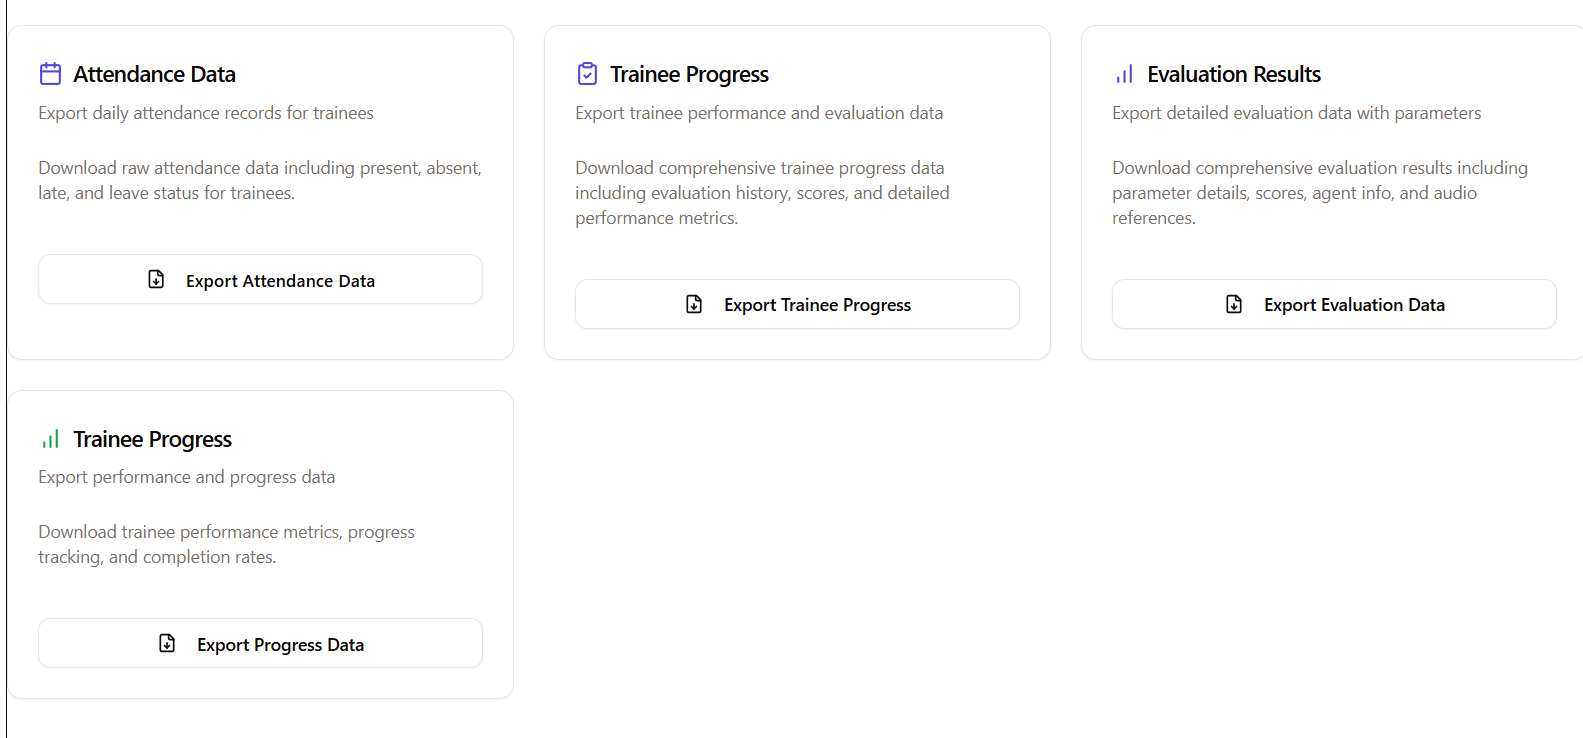 Attendance Data
Export daily attendance records for trainees
Download raw attendance data including present, absent,
late, and leave status for trainees.
Export Attendance Data
Trainee Progress
Export trainee performance and evaluation data
Download comprehensive trainee progress data
including evaluation history, scores, and detailed
performance metrics.
Export Trainee Progress
Evaluation Results
Export detailed evaluation data with parameters
Download comprehensive evaluation results including
parameter details, scores, agent info, and audio
references.
Export Evaluation Data
Trainee Progress
Export performance and progress data
Download trainee performance metrics, progress
tracking, and completion rates.
Export Progress Data